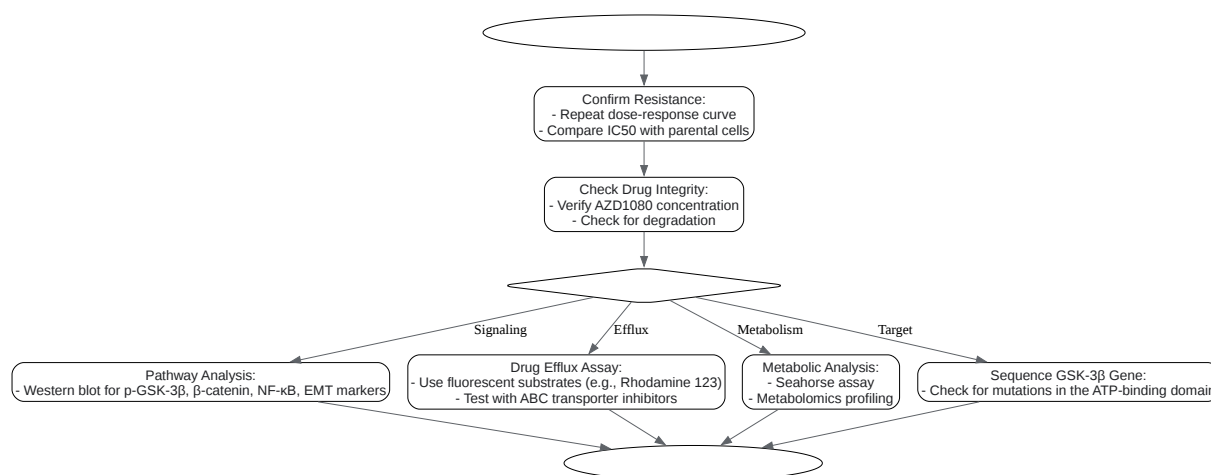 Confirm Resistance:
- Repeat dose-response curve
- Compare IC50 with parental cells
Check Drug Integrity:
- Verify AZD1080 concentration
- Check for degradation
Signaling
Efflux
Metabolism
Target
Pathway Analysis:
- Western blot for p-GSK-3β, β-catenin, NF-κB, EMT markers
Drug Efflux Assay:
- Use fluorescent substrates (e.g., Rhodamine 123)
- Test with ABC transporter inhibitors
Metabolic Analysis:
- Seahorse assay
- Metabolomics profiling
Sequence GSK-3β Gene:
- Check for mutations in the ATP-binding domain